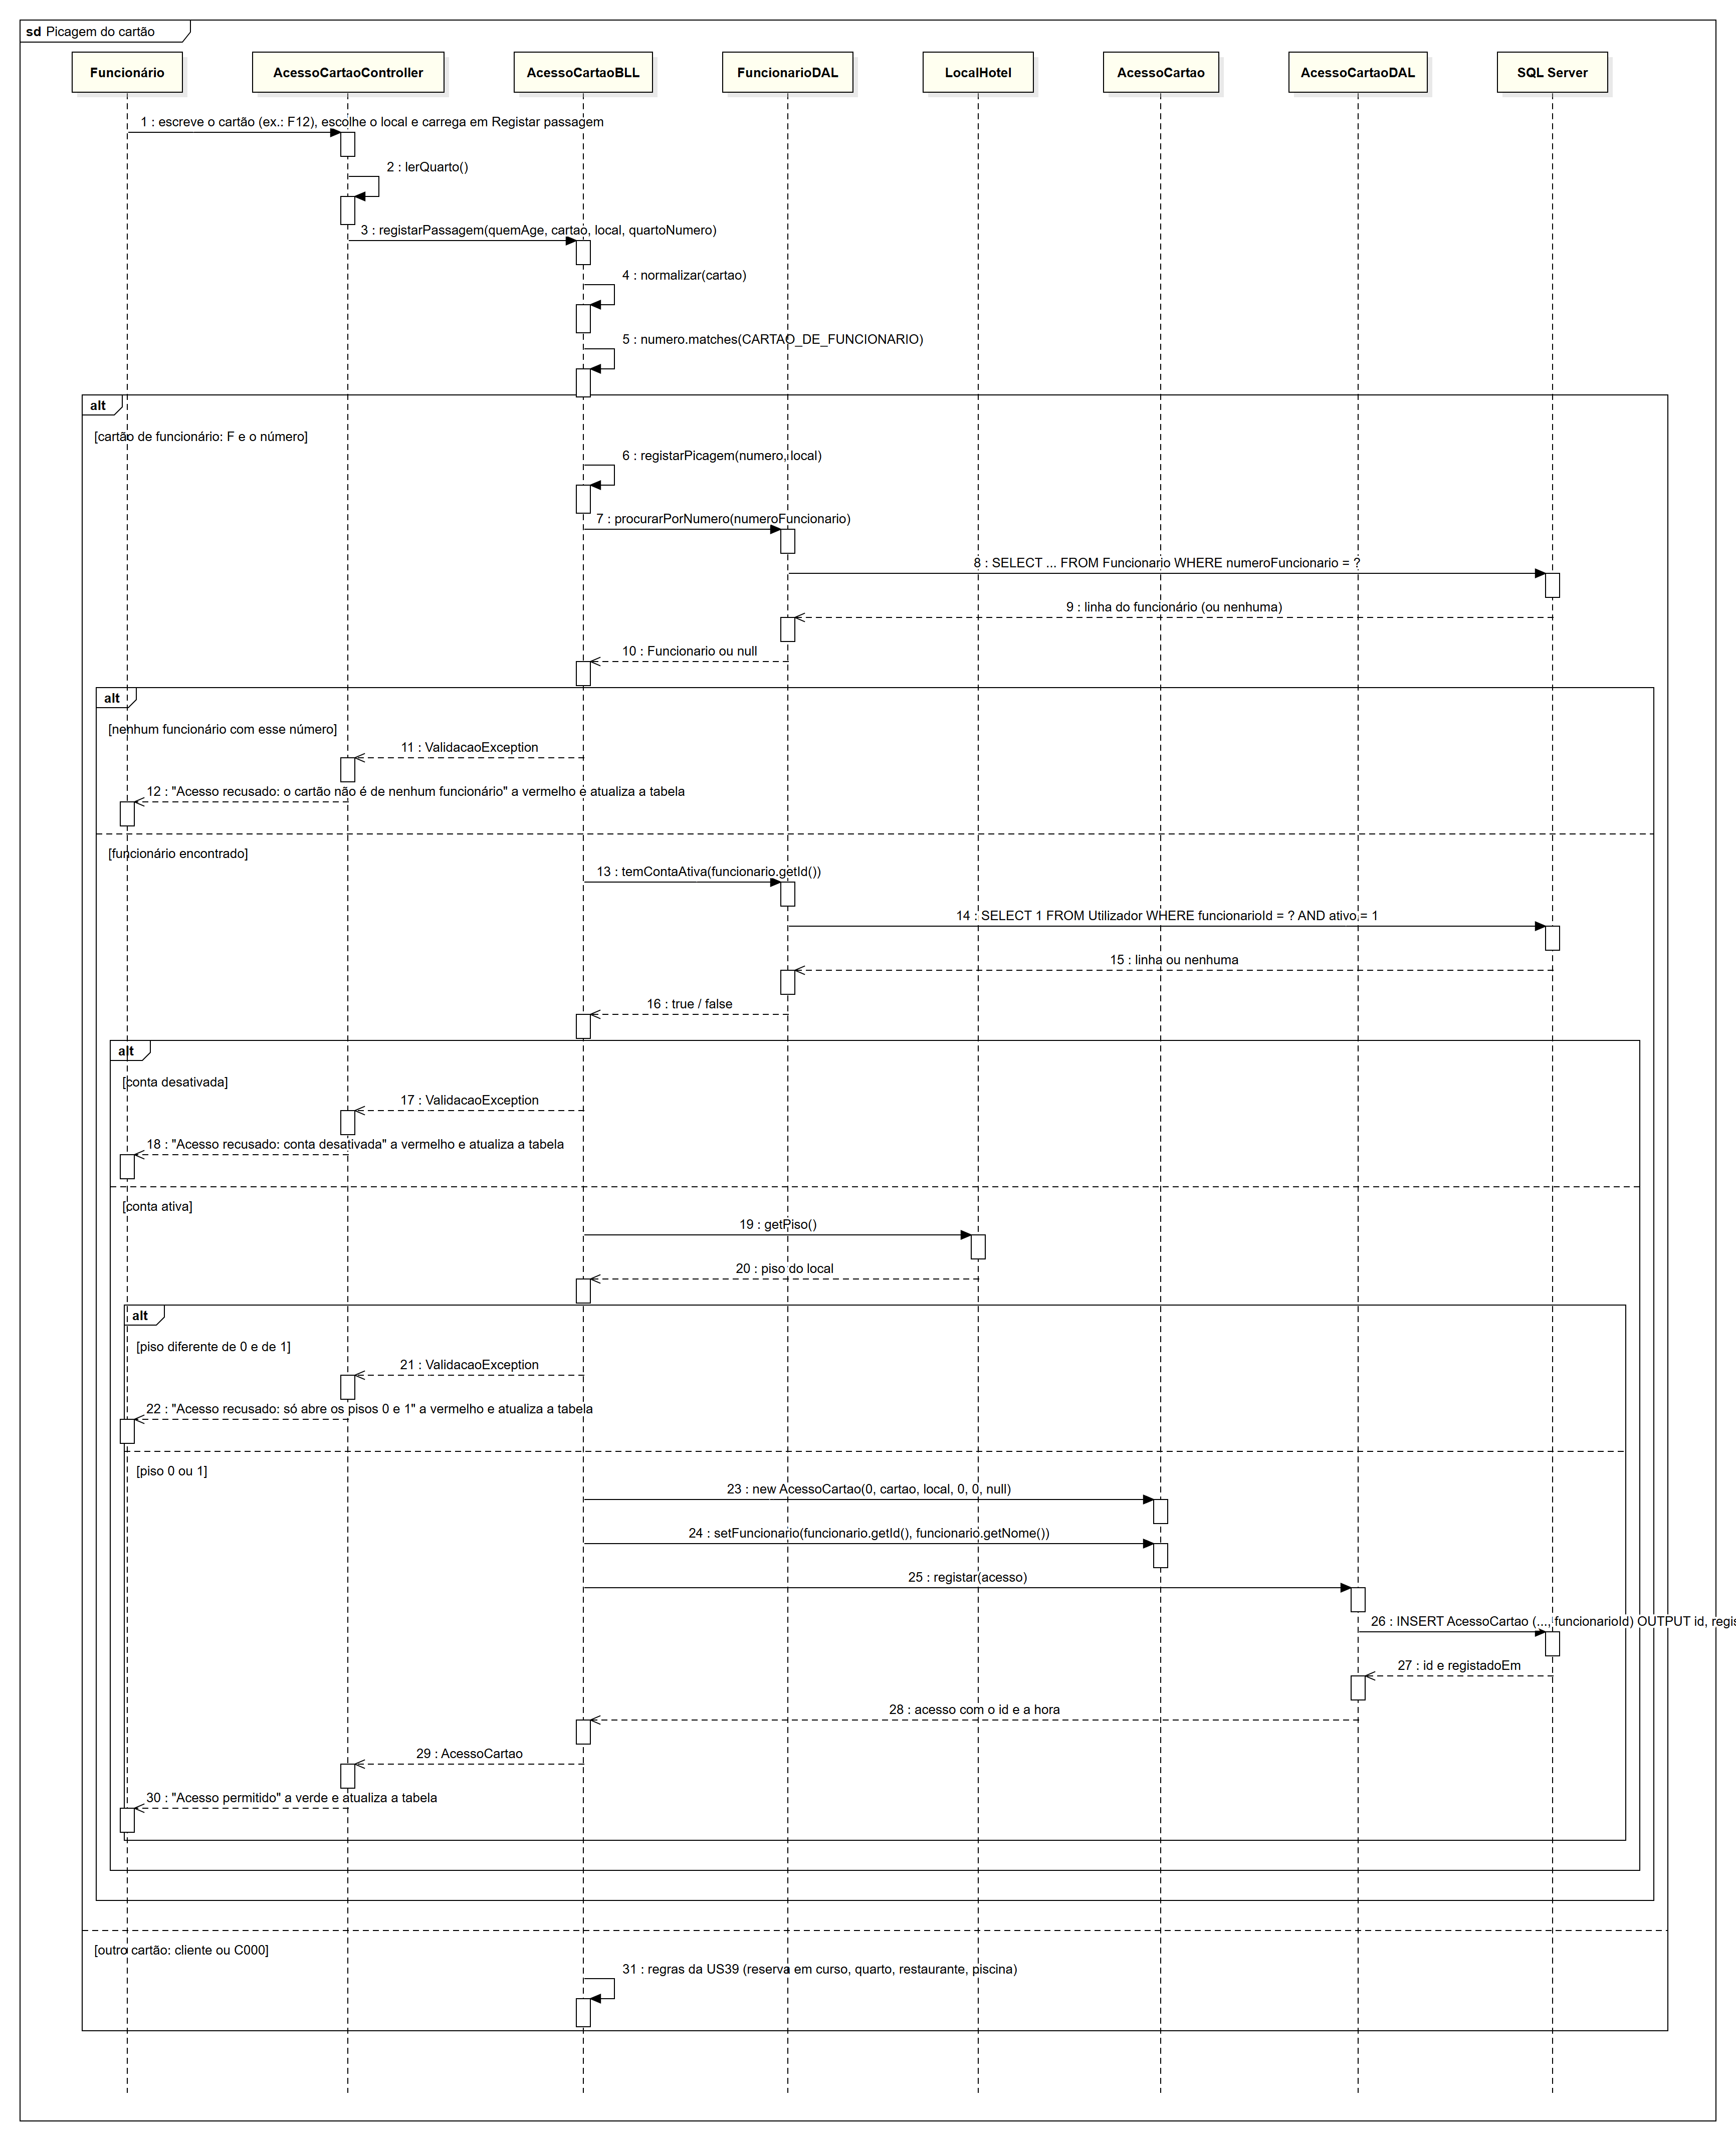 sd Picagem do cartão
Funcionário
AcessoCartaoController
AcessoCartaoBLL
FuncionarioDAL
LocalHotel
AcessoCartao
AcessoCartaoDAL
SQL Server
1 : escreve o cartão (ex.: F12), escolhe o local e carrega em Registar passagem
2 : lerQuarto()
3 : registarPassagem(quemAge, cartao, local, quartoNumero)
4 : normalizar(cartao)
5 : numero.matches(CARTAO_DE_FUNCIONARIO)
alt
[cartão de funcionário: F e o número]
6 : registarPicagem(numero, local)
7 : procurarPorNumero(numeroFuncionario)
8 : SELECT ... FROM Funcionario WHERE numeroFuncionario = ?
9 : linha do funcionário (ou nenhuma)
10 : Funcionario ou null
alt
[nenhum funcionário com esse número]
11 : ValidacaoException
12 : "Acesso recusado: o cartão não é de nenhum funcionário" a vermelho e atualiza a tabela
[funcionário encontrado]
13 : temContaAtiva(funcionario.getId())
14 : SELECT 1 FROM Utilizador WHERE funcionarioId = ? AND ativo = 1
15 : linha ou nenhuma
16 : true / false
alt
[conta desativada]
17 : ValidacaoException
18 : "Acesso recusado: conta desativada" a vermelho e atualiza a tabela
[conta ativa]
19 : getPiso()
20 : piso do local
alt
[piso diferente de 0 e de 1]
21 : ValidacaoException
22 : "Acesso recusado: só abre os pisos 0 e 1" a vermelho e atualiza a tabela
[piso 0 ou 1]
23 : new AcessoCartao(0, cartao, local, 0, 0, null)
24 : setFuncionario(funcionario.getId(), funcionario.getNome())
25 : registar(acesso)
26 : INSERT AcessoCartao (..., funcionarioId) OUTPUT id, regis
27 : id e registadoEm
28 : acesso com o id e a hora
29 : AcessoCartao
30 : "Acesso permitido" a verde e atualiza a tabela
[outro cartão: cliente ou C000]
31 : regras da US39 (reserva em curso, quarto, restaurante, piscina)